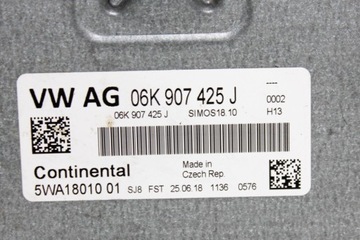 VW AG 06K 907 425 J
----
0002
06K 907 425 J SIMOS18.10 H13
Continental
Made in
Czech Rep.
5WA18010 01 SJ8 FST 25.06.18 1136 0576